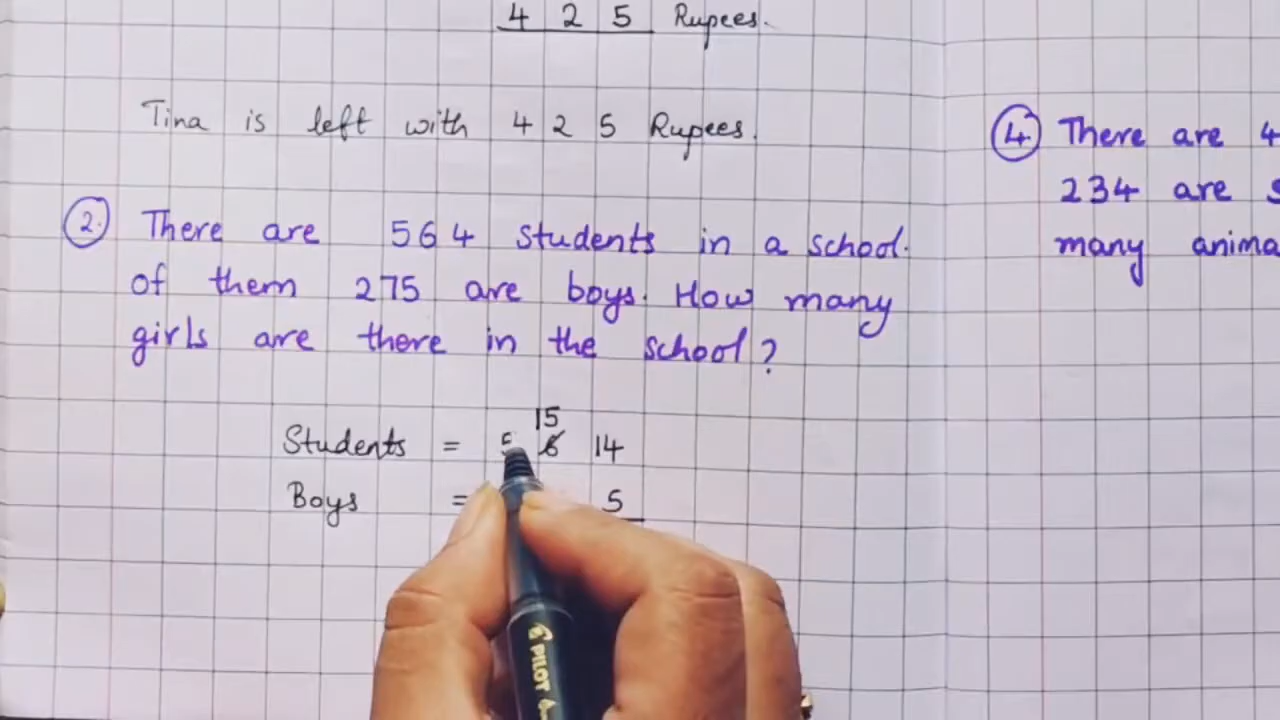 4 2 5 Rupees.
Tina is left with 4 2 5 Rupees.
2. There are 564 students in a school.
of them 275 are boys. How many
girls are there in the school?
15
Students = 5 6 14
Boys = 5
4. There are 4
234 are
many anima
PILOT